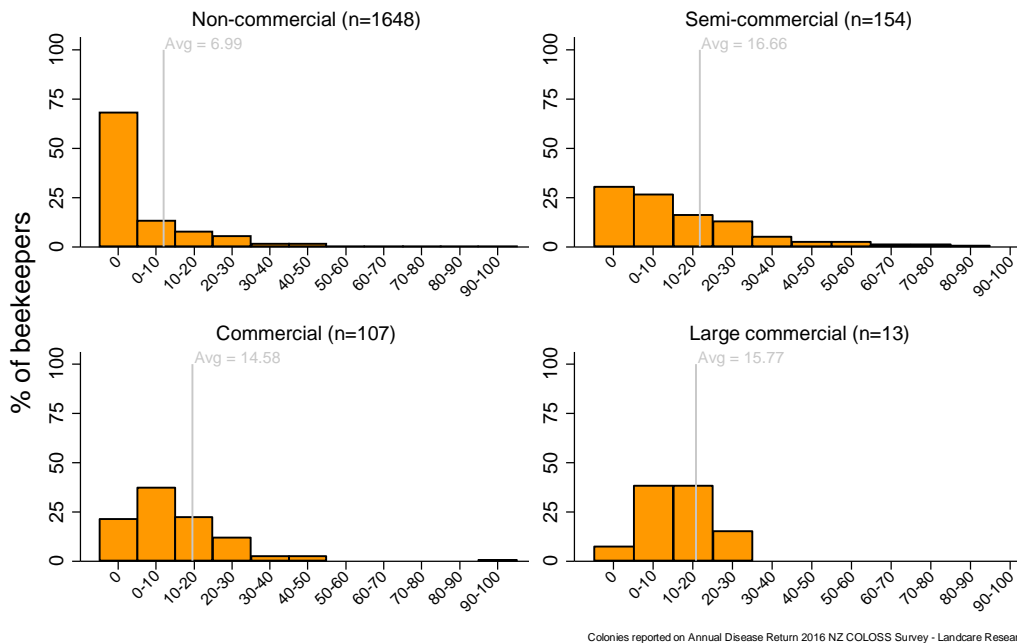 Non-commercial (n=1648)
Avg = 6.99
100
75
50
25
0
0 0-10 10-20 20-30 30-40 40-50 50-60 60-70 70-80 80-90 90-100
Semi-commercial (n=154)
Avg = 16.66
100
75
50
25
0
0 0-10 10-20 20-30 30-40 40-50 50-60 60-70 70-80 80-90 90-100
% of beekeepers
Commercial (n=107)
Avg = 14.58
100
75
50
25
0
0 0-10 10-20 20-30 30-40 40-50 50-60 60-70 70-80 80-90 90-100
Large commercial (n=13)
Avg = 15.77
100
75
50
25
0
0 0-10 10-20 20-30 30-40 40-50 50-60 60-70 70-80 80-90 90-100
Colonies reported on Annual Disease Return 2016 NZ COLOSS Survey - Landcare Resea